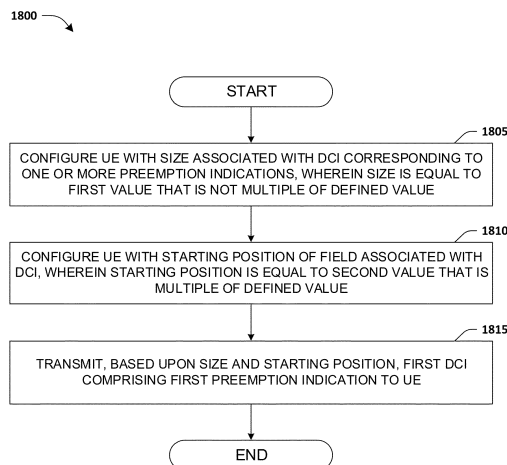 1800
START
1805
CONFIGURE UE WITH SIZE ASSOCIATED WITH DCI CORRESPONDING TO
ONE OR MORE PREEMPTION INDICATIONS, WHEREIN SIZE IS EQUAL TO
FIRST VALUE THAT IS NOT MULTIPLE OF DEFINED VALUE
1810
CONFIGURE UE WITH STARTING POSITION OF FIELD ASSOCIATED WITH
DCI, WHEREIN STARTING POSITION IS EQUAL TO SECOND VALUE THAT IS
MULTIPLE OF DEFINED VALUE
1815
TRANSMIT, BASED UPON SIZE AND STARTING POSITION, FIRST DCI
COMPRISING FIRST PREEMPTION INDICATION TO UE
END